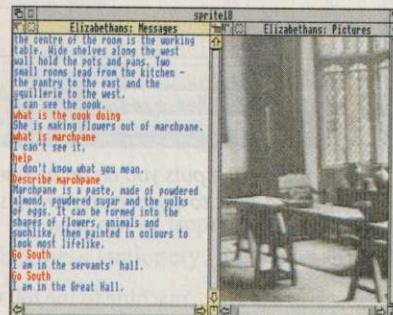 sprite18
Elizabethans: Messages
the centre of the room is the working
table. Wide shelves along the west
wall hold the pots and pans. Two
small rooms lead from the kitchen -
the pantry to the east and the
squillerie to the west.
I can see the cook.
what is the cook doing
She is making flowers out of marchpane.
what is marchpane
I can't see it.
help
I don't know what you mean.
Describe marchpane
Marchpane is a paste, made of powdered
almond, powdered sugar and the yolks
of eggs. It can be formed into the
shapes of flowers, animals and
suchlike, then painted in colours to
look most lifelike.
Go South
I am in the servants' hall.
Go South
I am in the Great Hall.
Elizabethans: Pictures